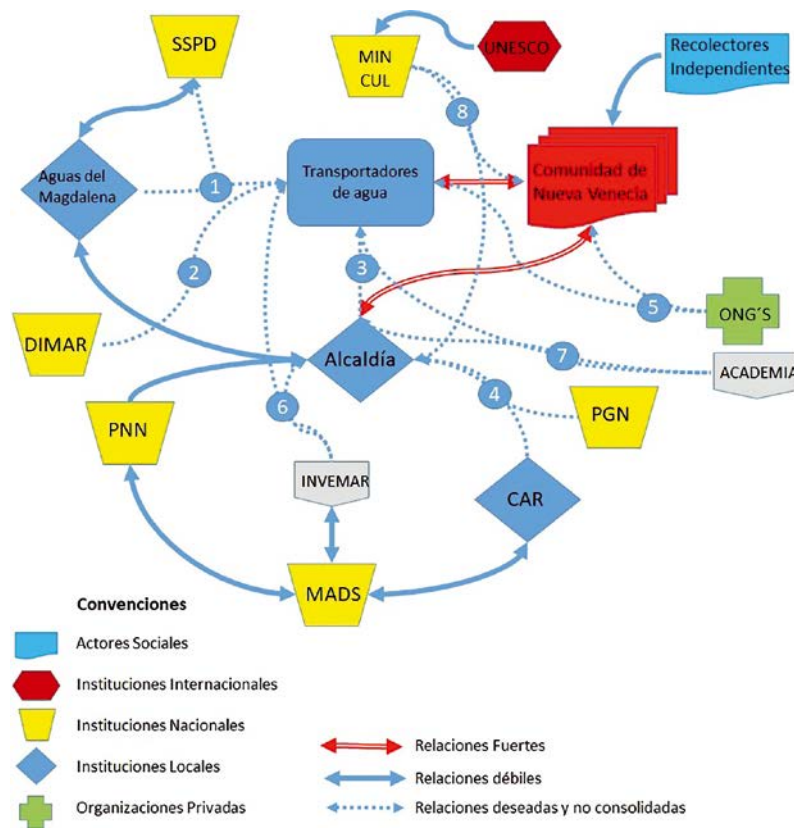 SSPD
MIN
CUL
UNESCO
Recolectores
Independientes
8
Aguas del
Magdalena
1
Transportadores
de agua
Comunidad de
Nueva Venecia
2
3
5
ONG´S
DIMAR
Alcaldía
7
ACADEMIA
4
PNN
6
PGN
INVEMAR
CAR
MADS
Convenciones
Actores Sociales
Instituciones Internacionales
Instituciones Nacionales
Instituciones Locales
Organizaciones Privadas
Relaciones Fuertes
Relaciones débiles
Relaciones deseadas y no consolidadas